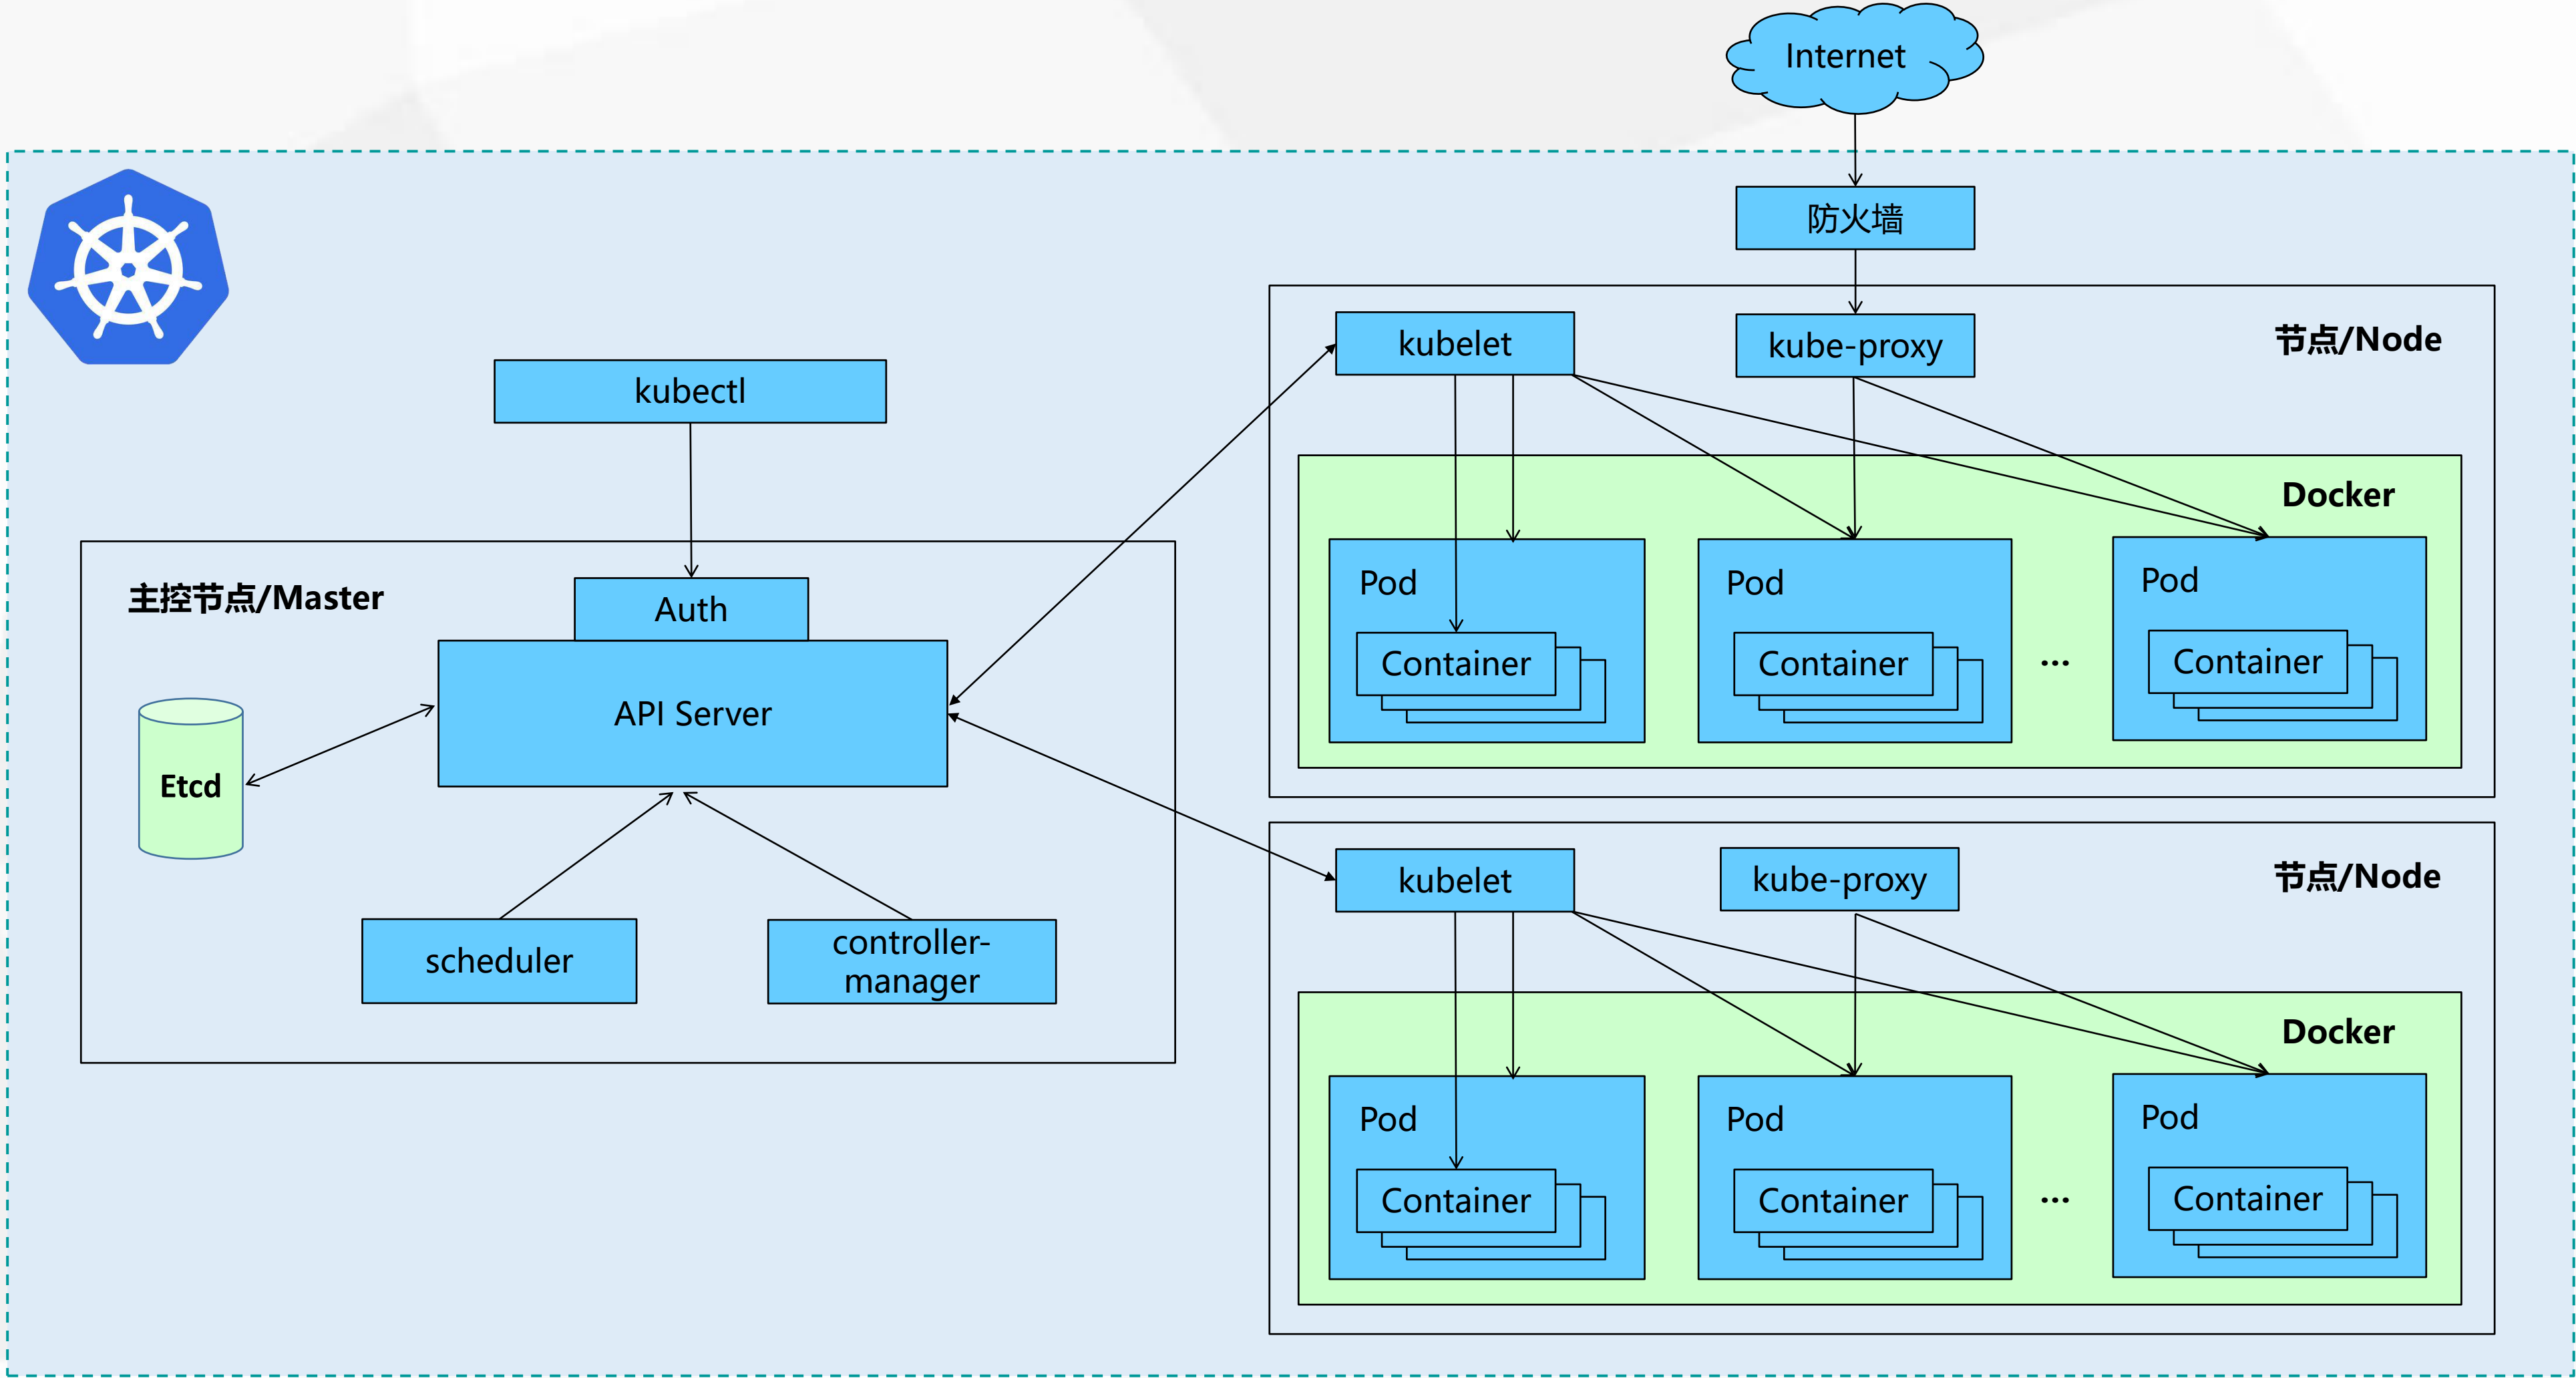 Internet
防火墙
kubectl
主控节点/Master
Auth
API Server
Etcd
scheduler
controller-
manager
kubelet
kube-proxy
节点/Node
Docker
Pod
Container
Pod
Container
...
Pod
Container
kubelet
kube-proxy
节点/Node
Docker
Pod
Container
Pod
Container
...
Pod
Container